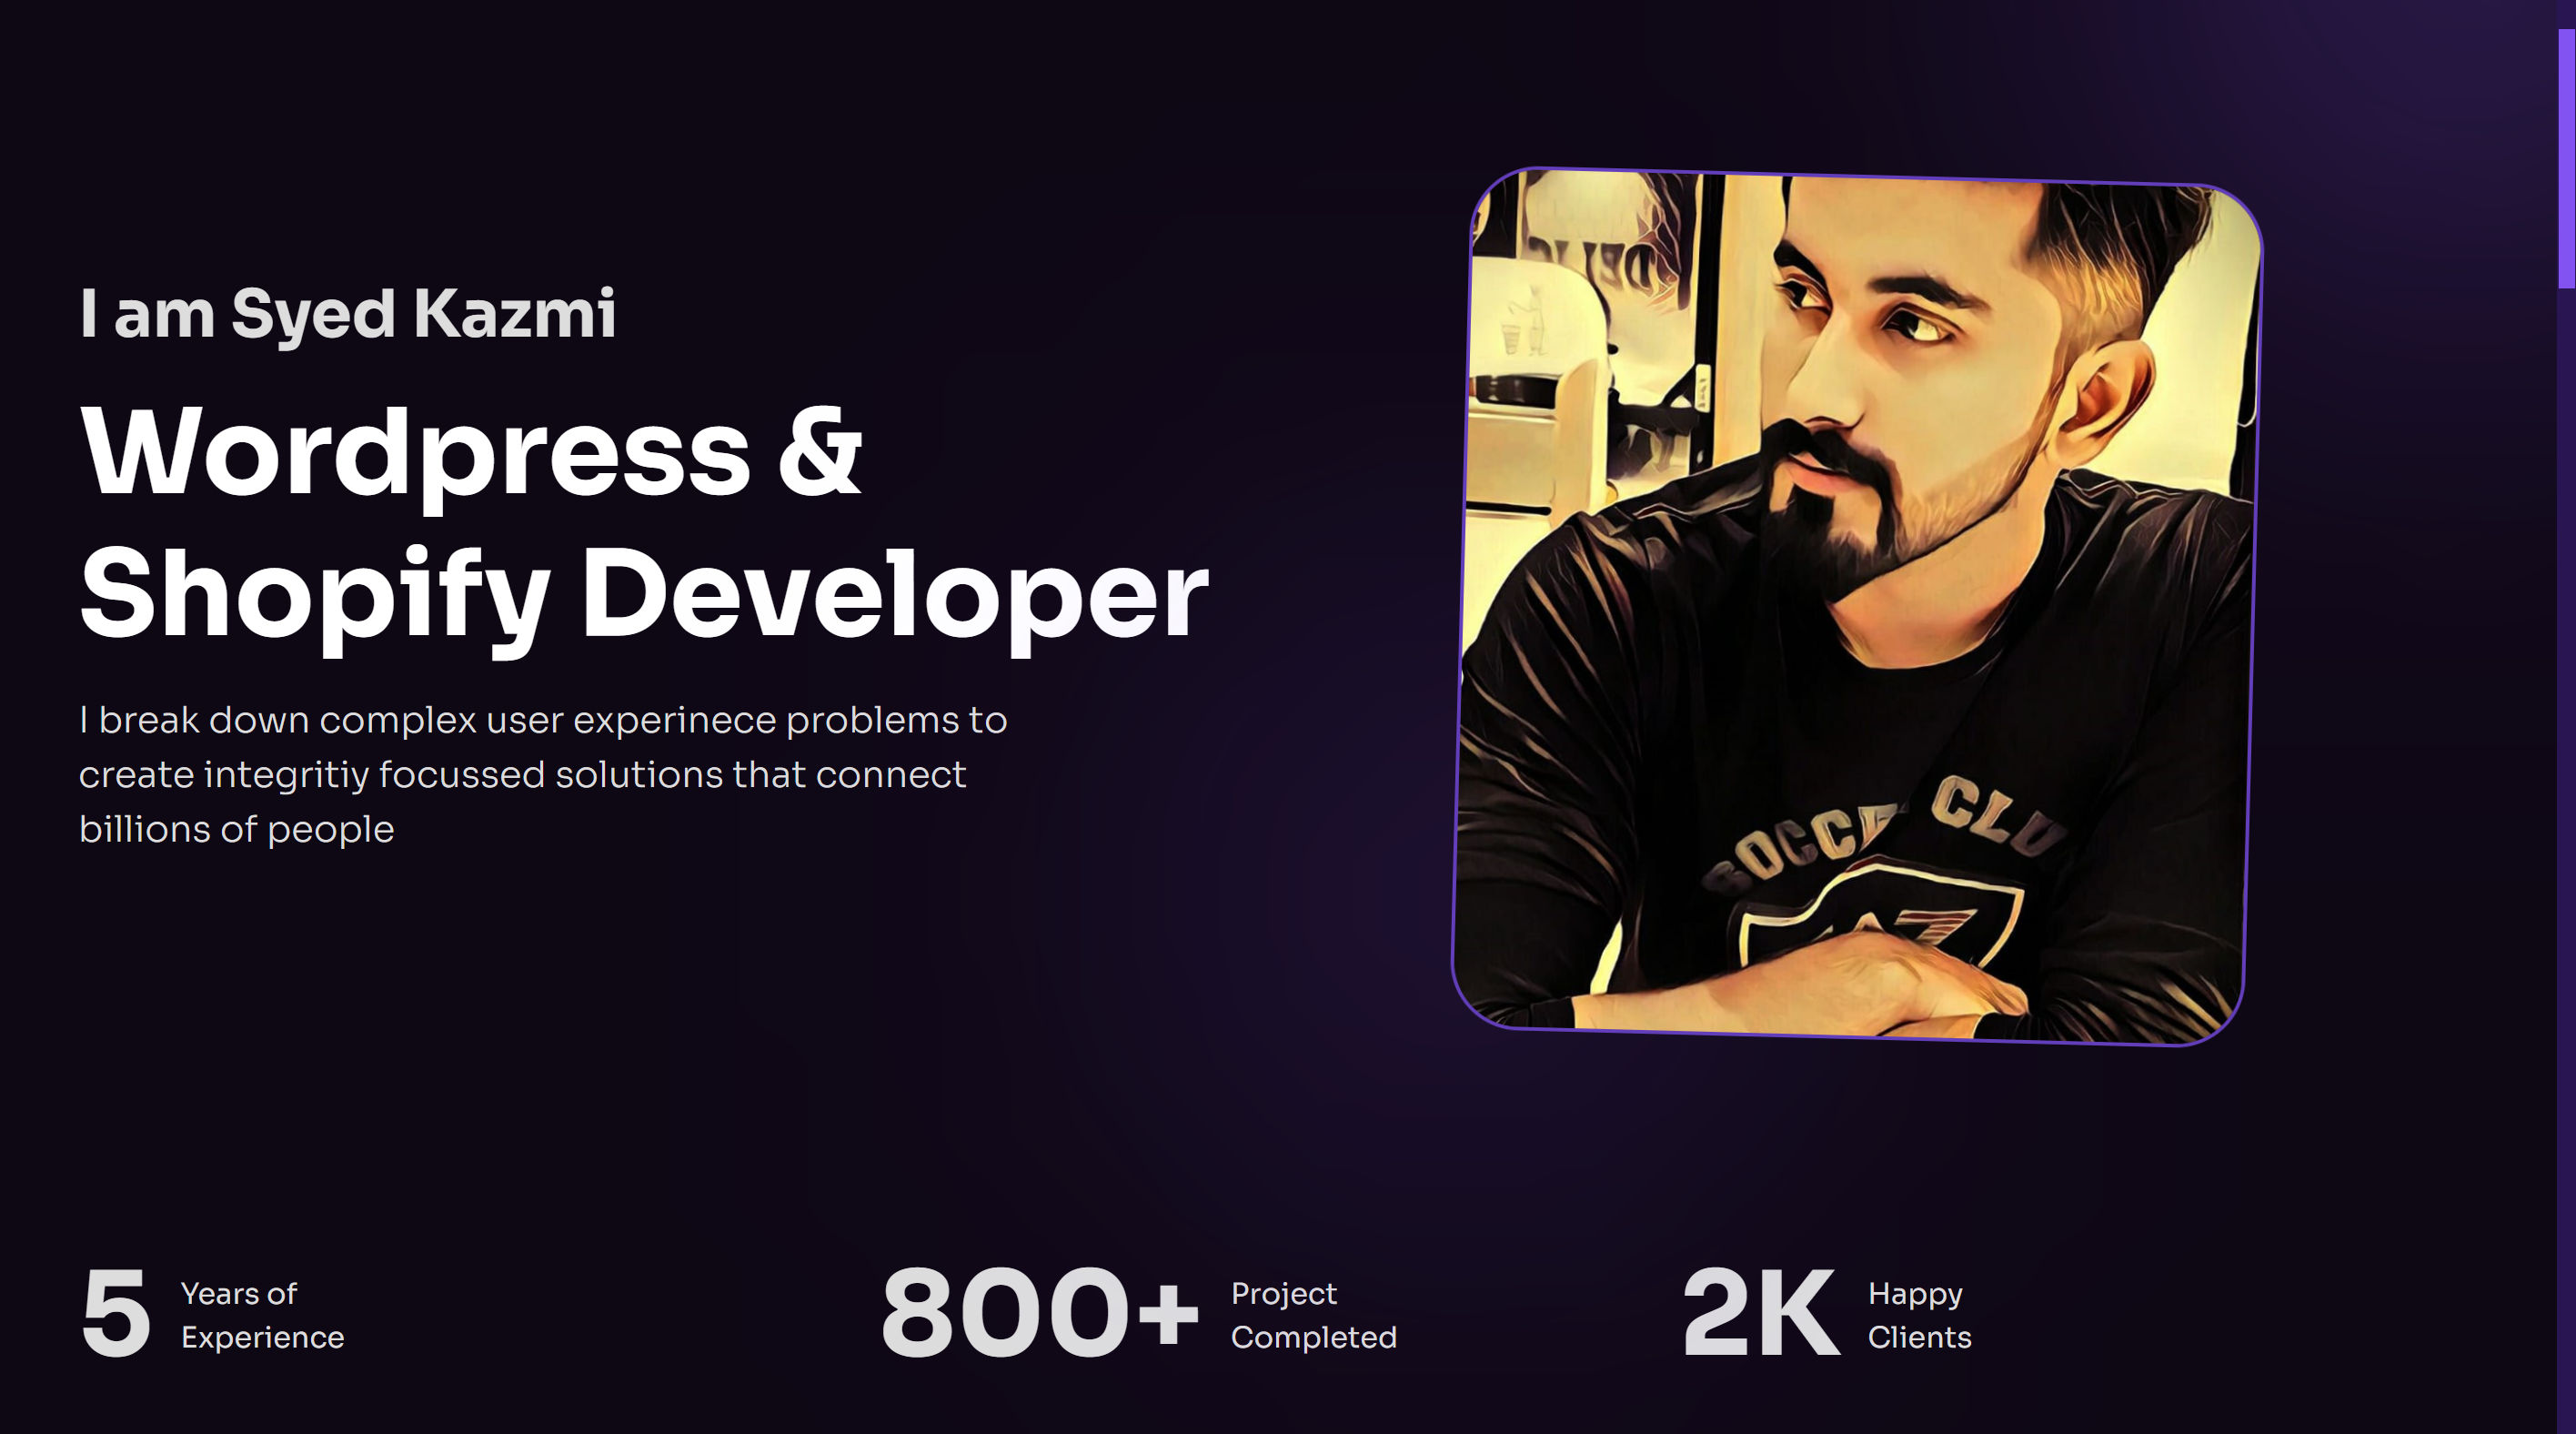 I am Syed Kazmi
Wordpress &
Shopify Developer
I break down complex user experinece problems to
create integritiy focussed solutions that connect
billions of people
5 Years of
Experience
800+ Project
Completed
2K Happy
Clients